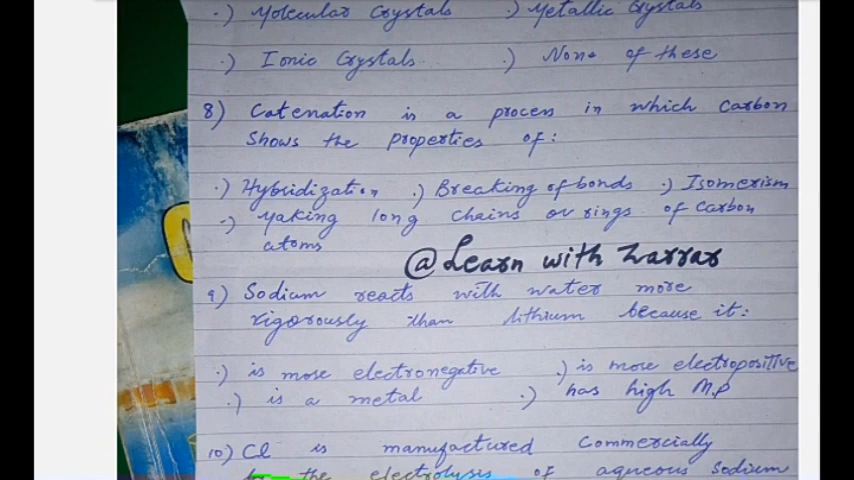 ·) Molecular Crystals ·) Metallic Crystals
·) Ionic Crystals ·) None of these
8) Catenation is a process in which Carbon
Shows the properties of:
·) Hybridization ·) Breaking of bonds ·) Isomerism
·) Making long chains or rings of Carbon
atoms
@Learn with Zarrar
9) Sodium reacts with water more
rigorously than lithium because it:
·) is more electronegative ·) is more electropositive
·) is a metal ·) has high M.P
10) Cl is manufactured Commercially
by the electrolysis of aqueous Sodium